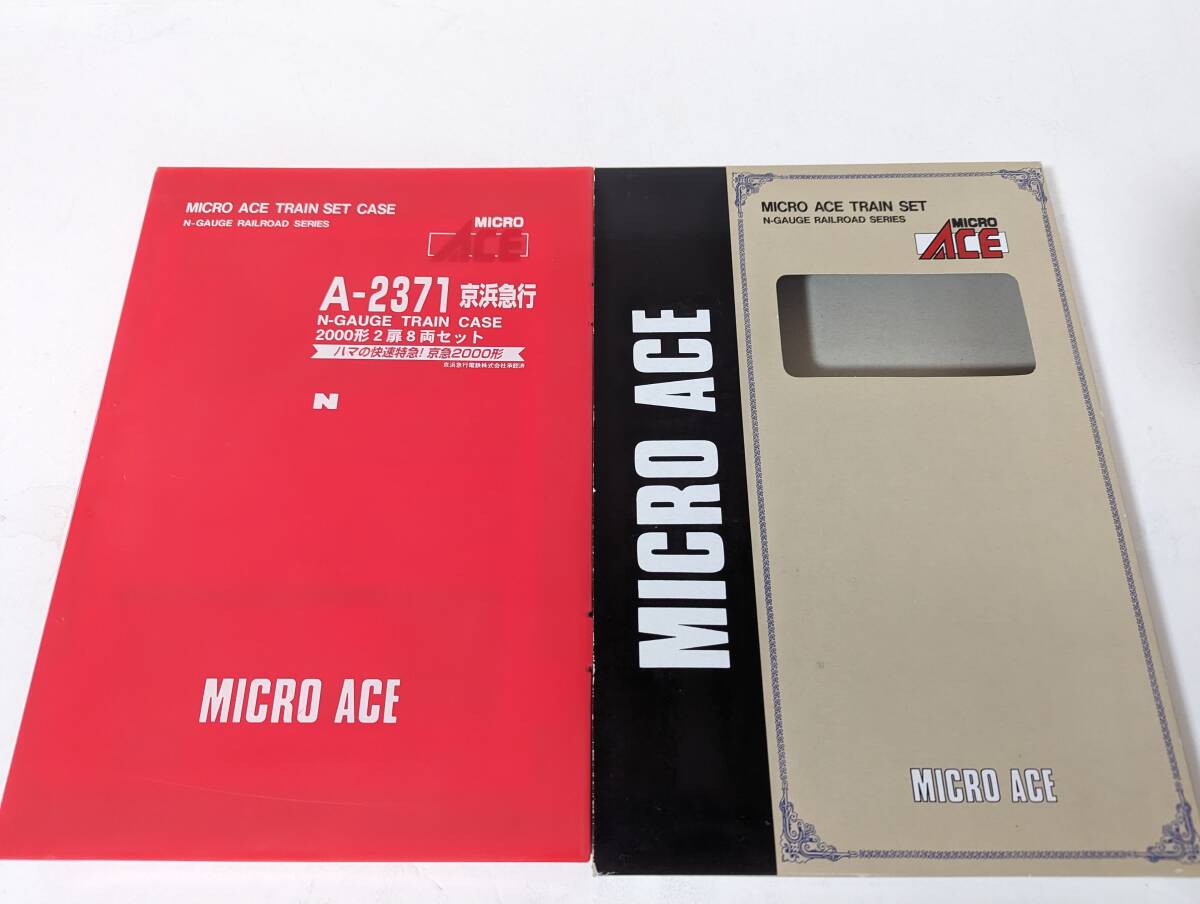 MICRO ACE TRAIN SET CASE
N-GAUGE RAILROAD SERIES
MICRO
ACE
A-2371 京浜急行
N-GAUGE TRAIN CASE
2000形2扉8両セット
ハマの快速特急! 京急2000形
京浜急行電鉄株式会社承認済
N
MICRO ACE
MICRO ACE
MICRO ACE TRAIN SET
N-GAUGE RAILROAD SERIES
MICRO
ACE
MICRO ACE